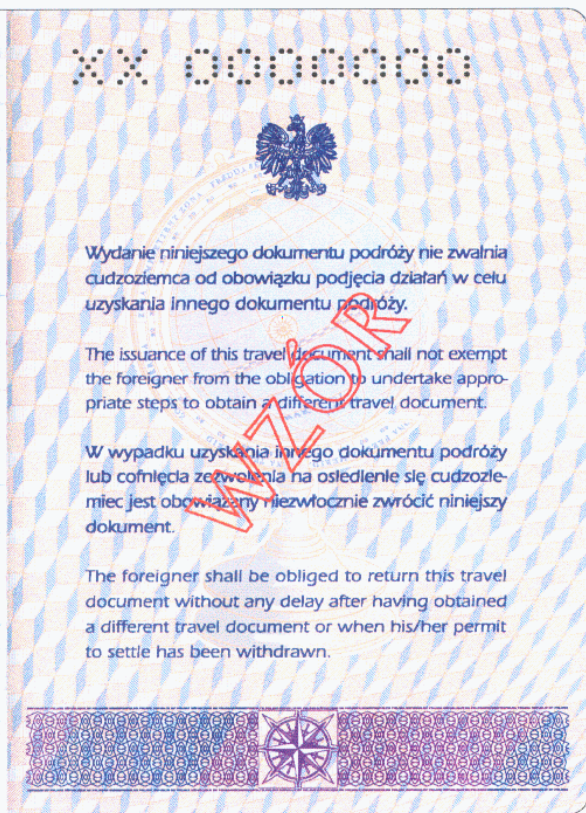 XX 0000000
Wydanie niniejszego dokumentu podróży nie zwalnia
cudzoziemca od obowiązku podjęcia działań w celu
uzyskania innego dokumentu podróży.
The issuance of this travel document shall not exempt
the foreigner from the obligation to undertake appro-
priate steps to obtain a different travel document.
WZÓR
W wypadku uzyskania innego dokumentu podróży
lub cofnięcia zezwolenia na osiedlenie się cudzozie-
miec jest obowiązany niezwłocznie zwrócić niniejszy
dokument.
The foreigner shall be obliged to return this travel
document without any delay after having obtained
a different travel document or when his/her permit
to settle has been withdrawn.